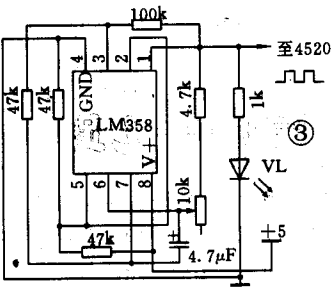 100k
至4520
4 3 2 1
47k
47k
GND
LM358
V+
4.7k
1k
③
VL
5 6 7 8
10k
47k
+
4.7μF
+5